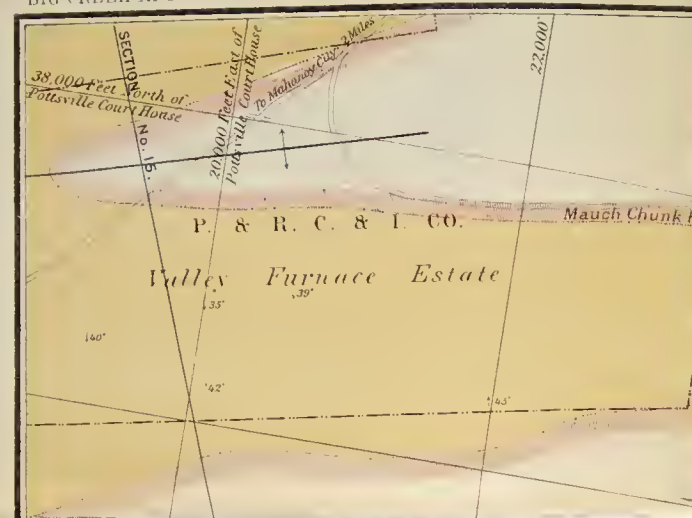 SECTION No. 15.
38.000 Feet North of
Pottsville Court House
20.000 Feet East of
Pottsville Court House
To Mahanoy City 2 Miles
22.000'
P. & R. C. & I. CO.
Mauch Chunk
Valley Furnace Estate
35°
39°
40°
42°
45°